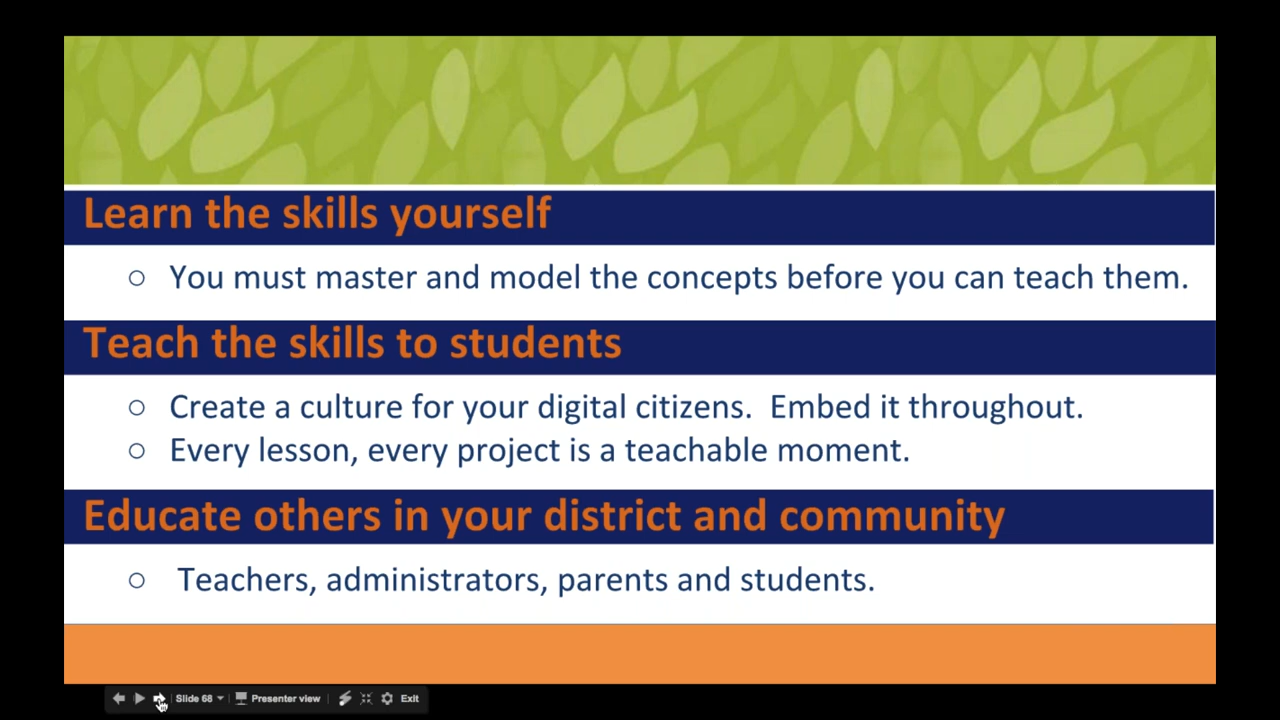 Learn the skills yourself
○ You must master and model the concepts before you can teach them.
Teach the skills to students
○ Create a culture for your digital citizens.  Embed it throughout.
○ Every lesson, every project is a teachable moment.
Educate others in your district and community
○ Teachers, administrators, parents and students.
Slide 68 Presenter view Exit